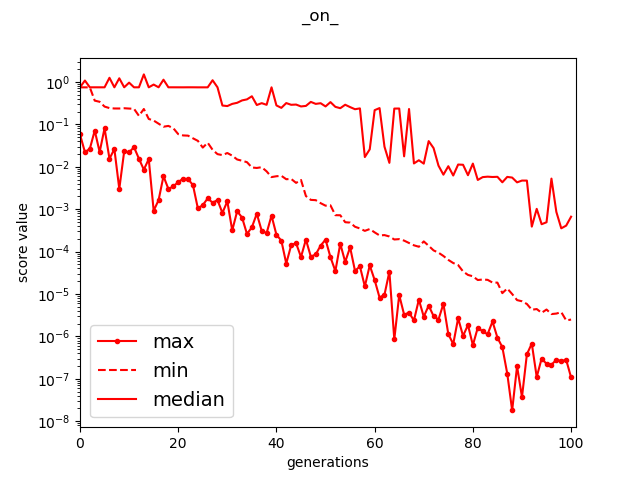 _on_
score value
10⁰
10⁻¹
10⁻²
10⁻³
10⁻⁴
10⁻⁵
10⁻⁶
10⁻⁷
10⁻⁸
max
min
median
0 20 40 60 80 100
generations